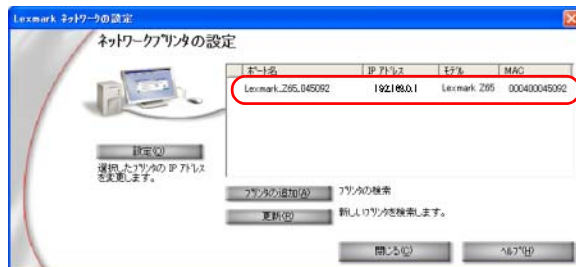 Lexmark ネットワークの設定
ネットワークプリンタの設定
ポート名 IP アドレス モデル MAC
Lexmark_Z65_045092 192.168.0.1 Lexmark Z65 000400045092
設定(O)
選択したプリンタの IP アドレス
を変更します。
プリンタの追加(A) プリンタの検索
更新(R) 新しいプリンタを検索します。
閉じる(C) ヘルプ(H)